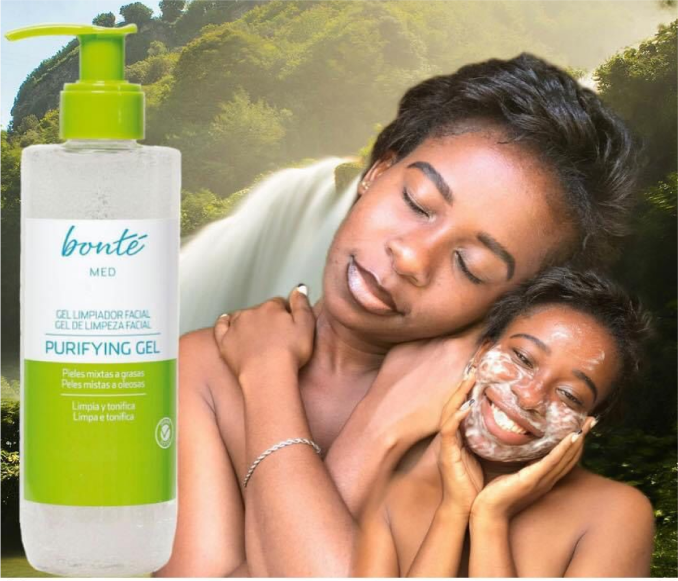 bonté
MED
GEL LIMPIADOR FACIAL
GEL DE LIMPEZA FACIAL
PURIFYING GEL
Pieles mixtas a grasas
Peles mistas a oleosas
Limpia y tonifica
Limpa e tonifica